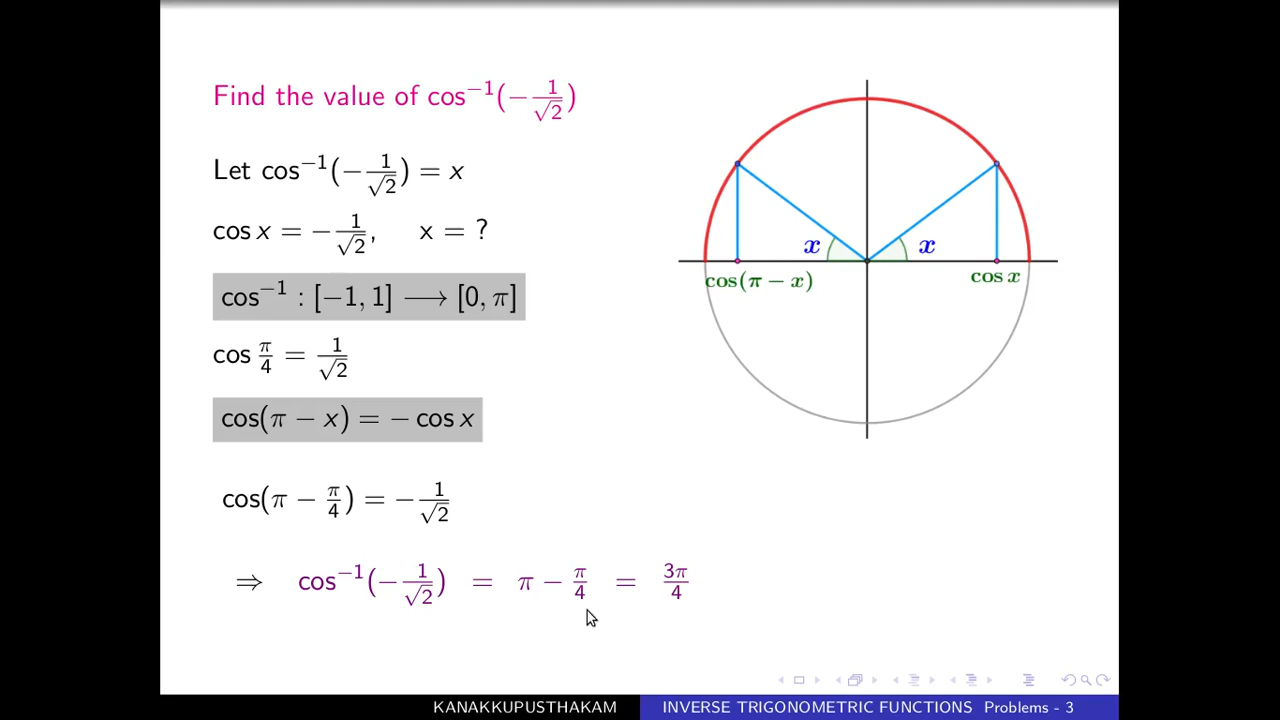 Find the value of cos⁻¹(−1/√2)
Let cos⁻¹(−1/√2) = x
cos x = −1/√2, x = ?
cos⁻¹ : [−1, 1] ⟶ [0, π]
cos π/4 = 1/√2
cos(π − x) = − cos x
cos(π − π/4) = −1/√2
⇒ cos⁻¹(−1/√2) = π − π/4 = 3π/4
x x
cos(π − x) cos x
KANAKKUPUSTHAKAM INVERSE TRIGONOMETRIC FUNCTIONS Problems - 3